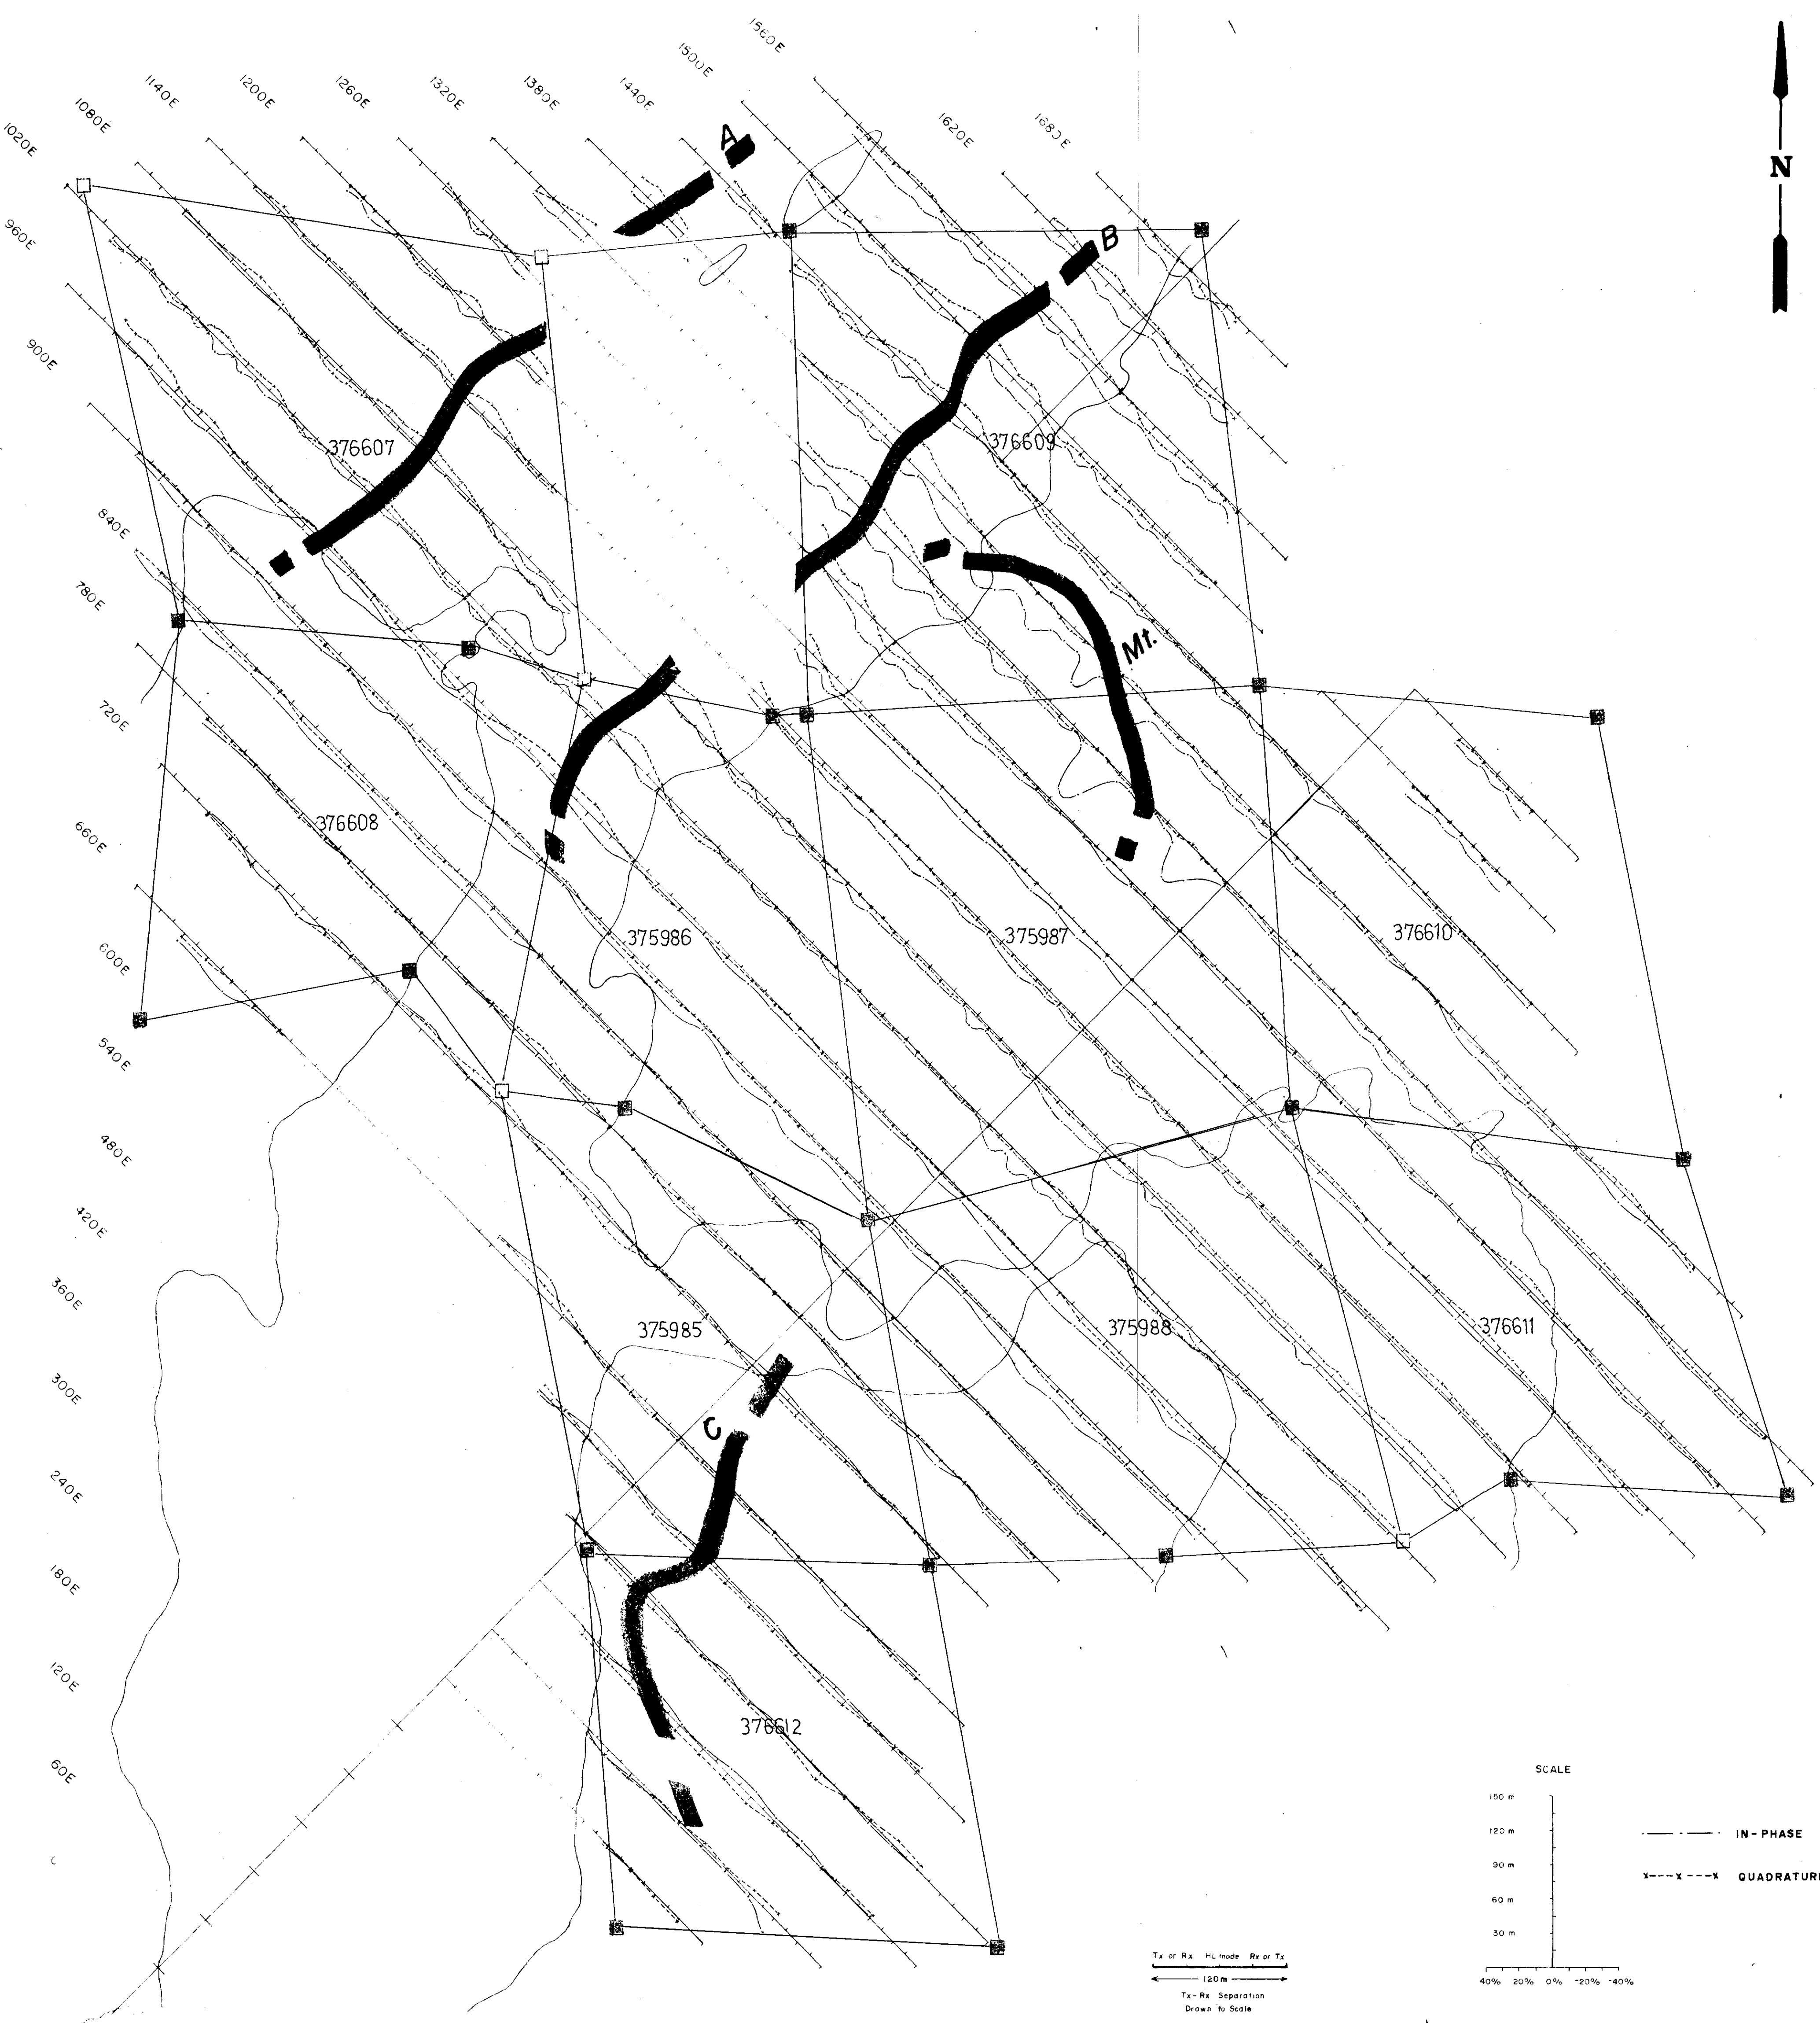 1560E
1500E
1440E
1380E
1320E
1260E
1200E
1140E
1080E
1020E
960E
900E
840E
780E
720E
660E
600E
540E
480E
420E
360E
300E
240E
180E
120E
60E
1620E
1680E
N
A
B
376607
376609
Mt.
376608
375986
375987
376610
375985
375988
376611
C
376612
SCALE
150 m
120 m
90 m
60 m
30 m
40% 20% 0% -20% -40%
IN-PHASE
X---X---X QUADRATURE
Tx or Rx HL mode Rx or Tx
120m
Tx-Rx Separation
Drawn to Scale